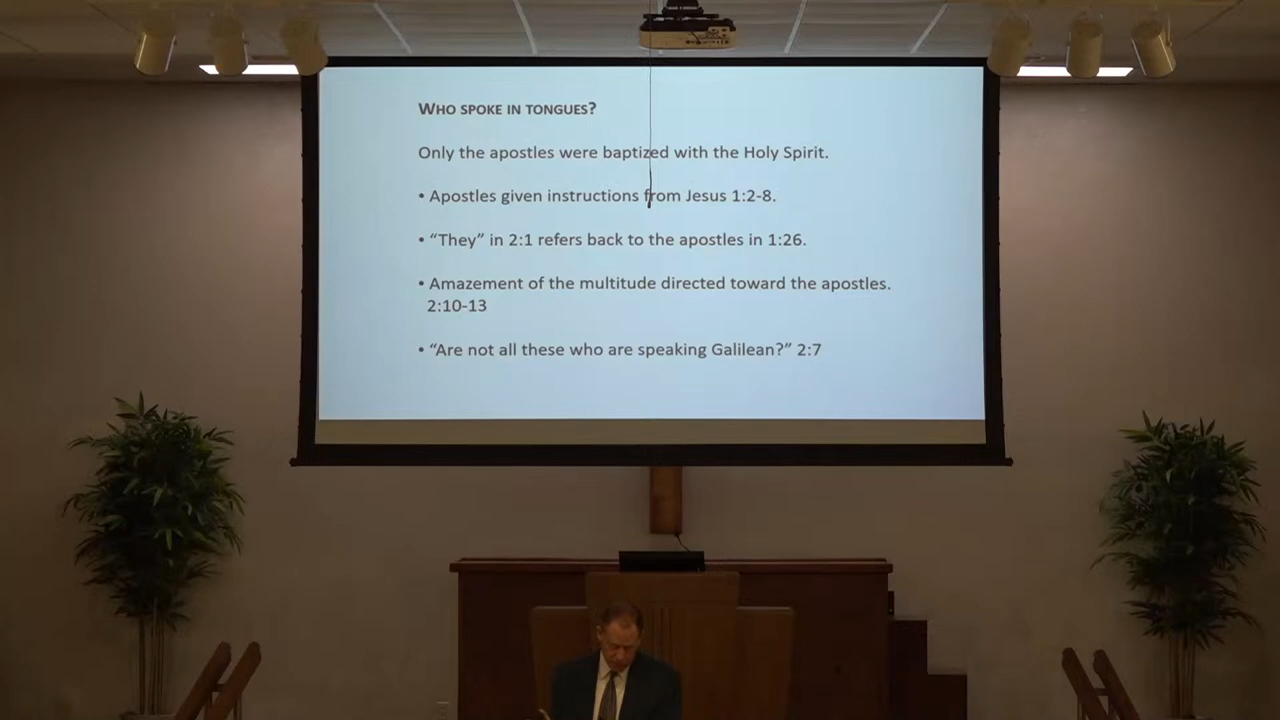 WHO SPOKE IN TONGUES?
Only the apostles were baptized with the Holy Spirit.
• Apostles given instructions from Jesus 1:2-8.
• “They” in 2:1 refers back to the apostles in 1:26.
• Amazement of the multitude directed toward the apostles.
2:10-13
• “Are not all these who are speaking Galilean?” 2:7